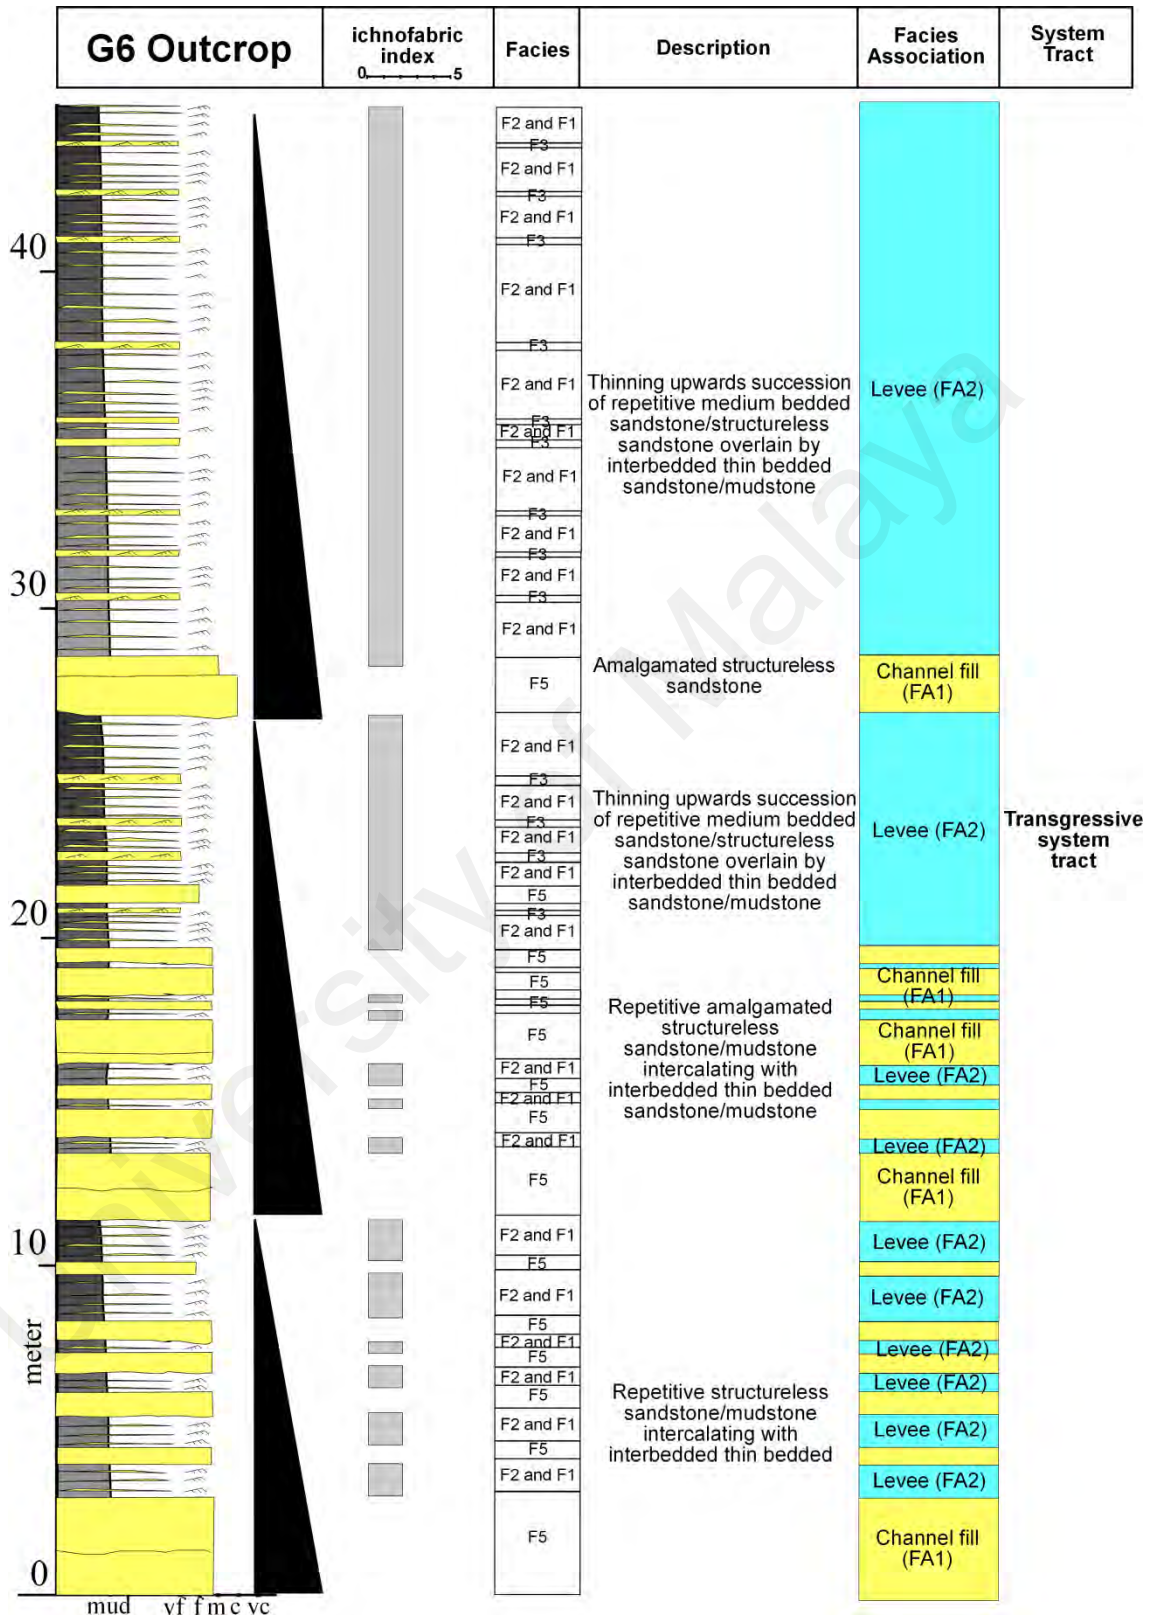 G6 Outcrop
ichnofabric
index
0 5
Facies
Description
Facies
Association
System
Tract
F2 and F1
F3
F2 and F1
F3
F2 and F1
F3
40
F2 and F1
F3
F2 and F1
Thinning upwards succession
of repetitive medium bedded
sandstone/structureless
sandstone overlain by
interbedded thin bedded
sandstone/mudstone
Levee (FA2)
F3
F2 and F1
F3
F2 and F1
F3
F2 and F1
F3
30
F2 and F1
F3
F2 and F1
F5
Amalgamated structureless
sandstone
Channel fill
(FA1)
F2 and F1
F3
F2 and F1
F3
F2 and F1
F3
F2 and F1
F5
F3
20
F2 and F1
Thinning upwards succession
of repetitive medium bedded
sandstone/structureless
sandstone overlain by
interbedded thin bedded
sandstone/mudstone
Levee (FA2)
Transgressive
system
tract
F5
F5
F5
F5
Channel fill
(FA1)
Repetitive amalgamated
structureless
sandstone/mudstone
intercalating with
interbedded thin bedded
sandstone/mudstone
Channel fill
(FA1)
F2 and F1
Levee (FA2)
F5
F2 and F1
F5
F2 and F1
Levee (FA2)
F5
Channel fill
(FA1)
10
F2 and F1
Levee (FA2)
F5
F2 and F1
Levee (FA2)
F5
F2 and F1
Levee (FA2)
F5
meter
F2 and F1
Levee (FA2)
F5
Repetitive structureless
sandstone/mudstone
intercalating with
interbedded thin bedded
F2 and F1
Levee (FA2)
F5
F2 and F1
Levee (FA2)
F5
Channel fill
(FA1)
0
mud vf f m c vc
University of Malaya